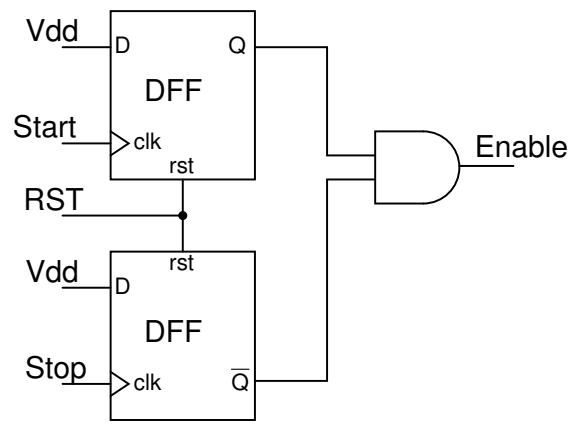 Vdd
D
Q
DFF
Start
clk
rst
Enable
RST
rst
Vdd
D
DFF
Stop
clk
Q̅